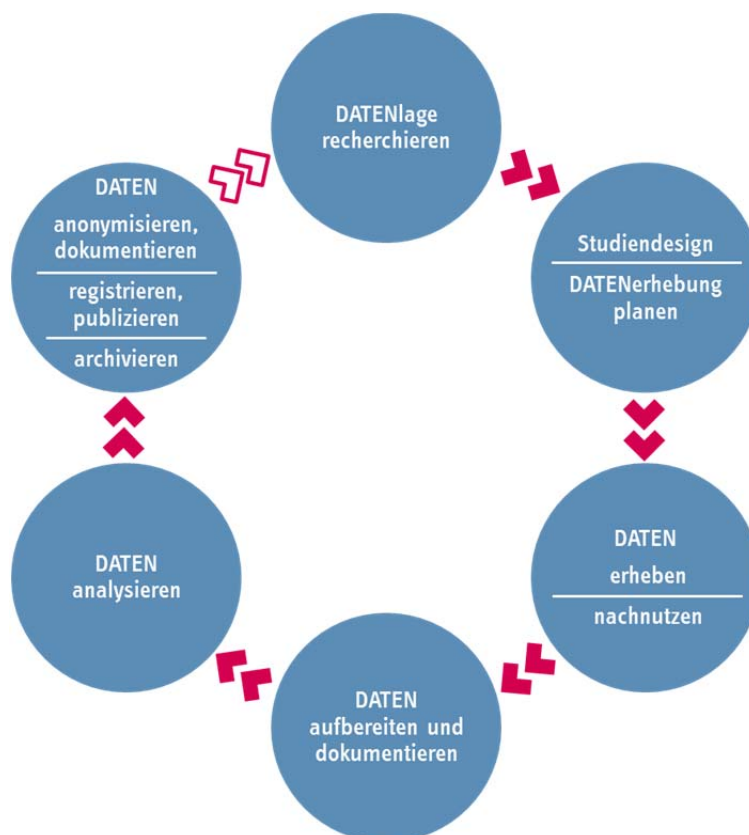 DATENlage
recherchieren
Studiendesign
DATENerhebung
planen
DATEN
erheben
nachnutzen
DATEN
aufbereiten und
dokumentieren
DATEN
analysieren
DATEN
anonymisieren,
dokumentieren
registrieren,
publizieren
archivieren